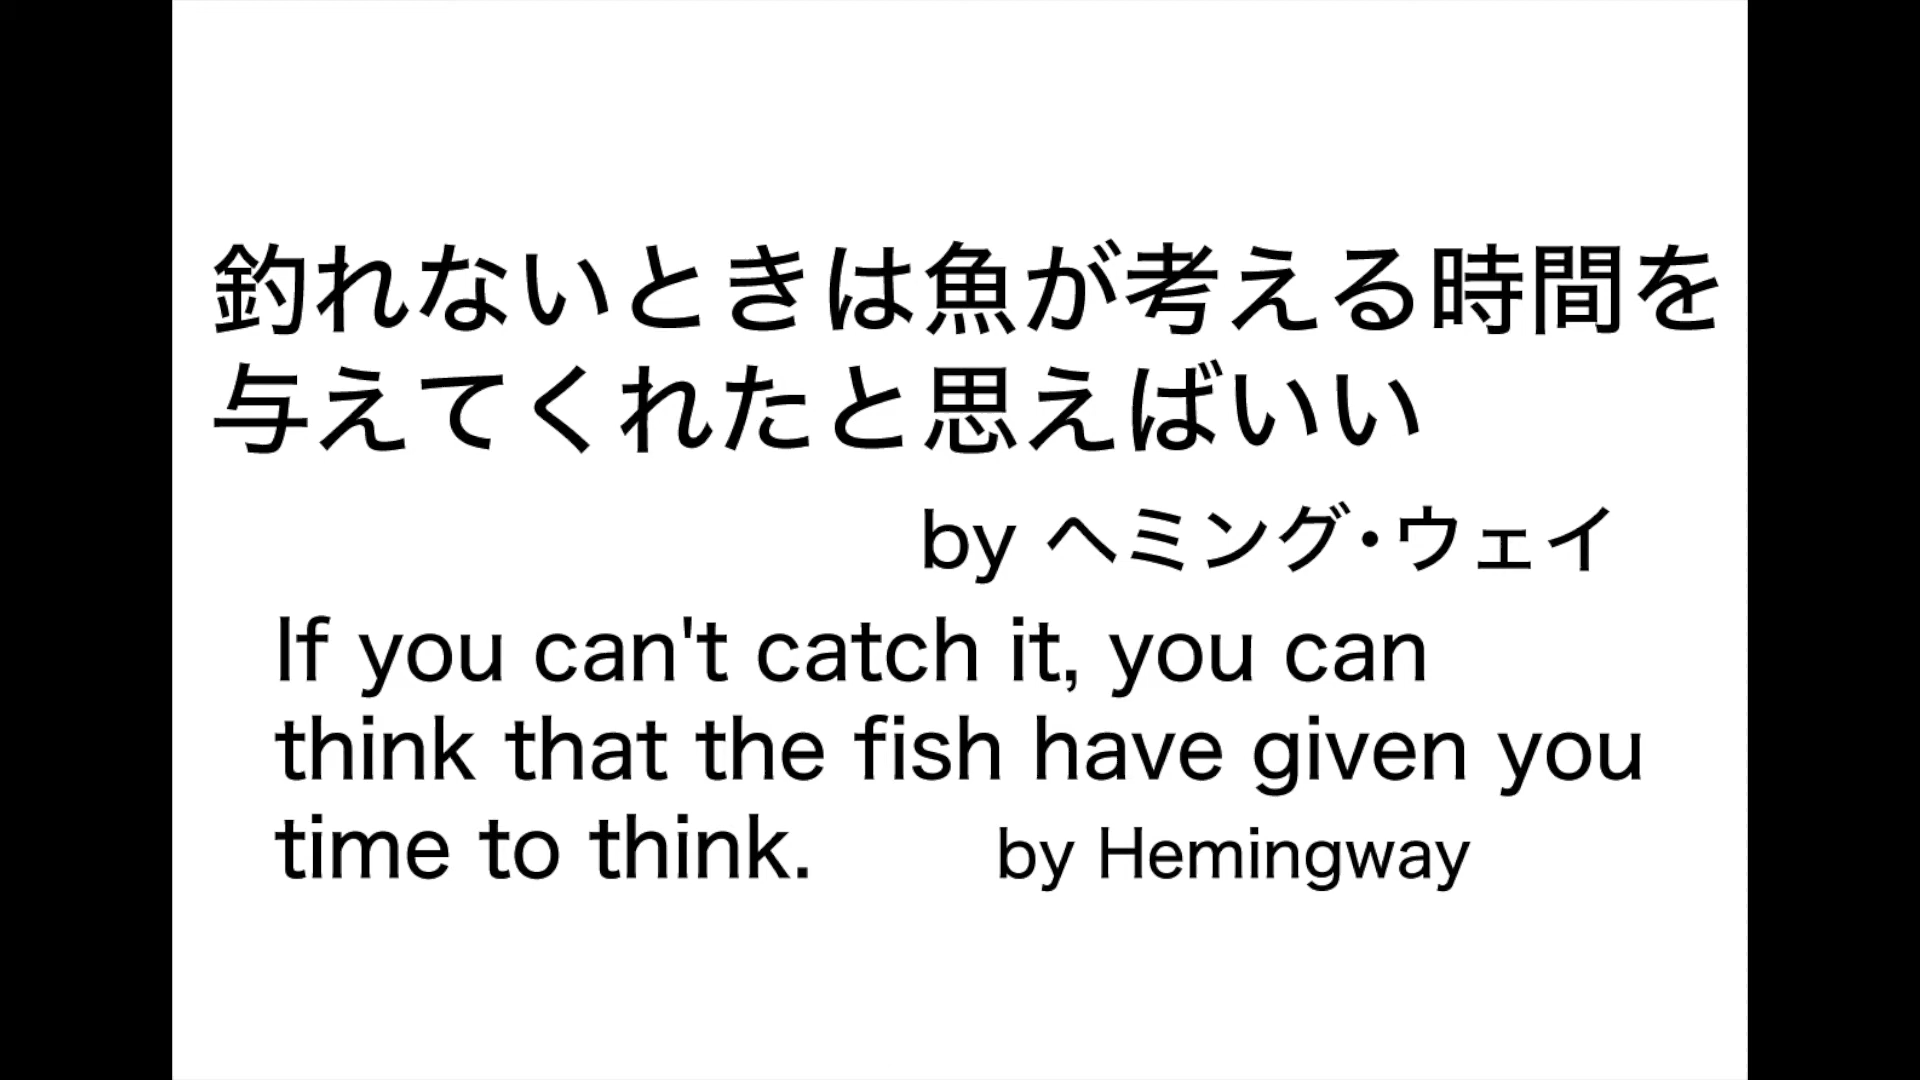 釣れないときは魚が考える時間を
与えてくれたと思えばいい
by ヘミング・ウェイ
If you can't catch it, you can
think that the fish have given you
time to think. by Hemingway